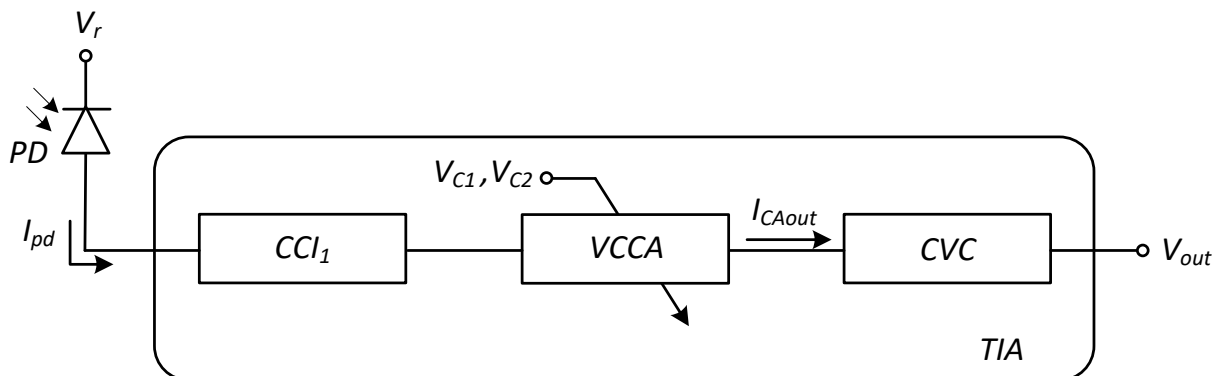 V_r
PD
V_C1, V_C2
I_pd
CCI_1
VCCA
I_CAout
CVC
V_out
TIA